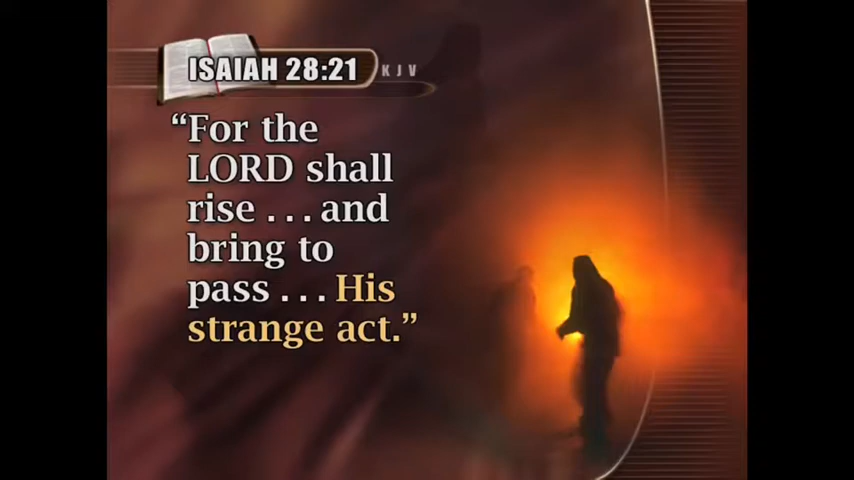 ISAIAH 28:21 KJV
“For the
LORD shall
rise . . . and
bring to
pass . . . His
strange act.”